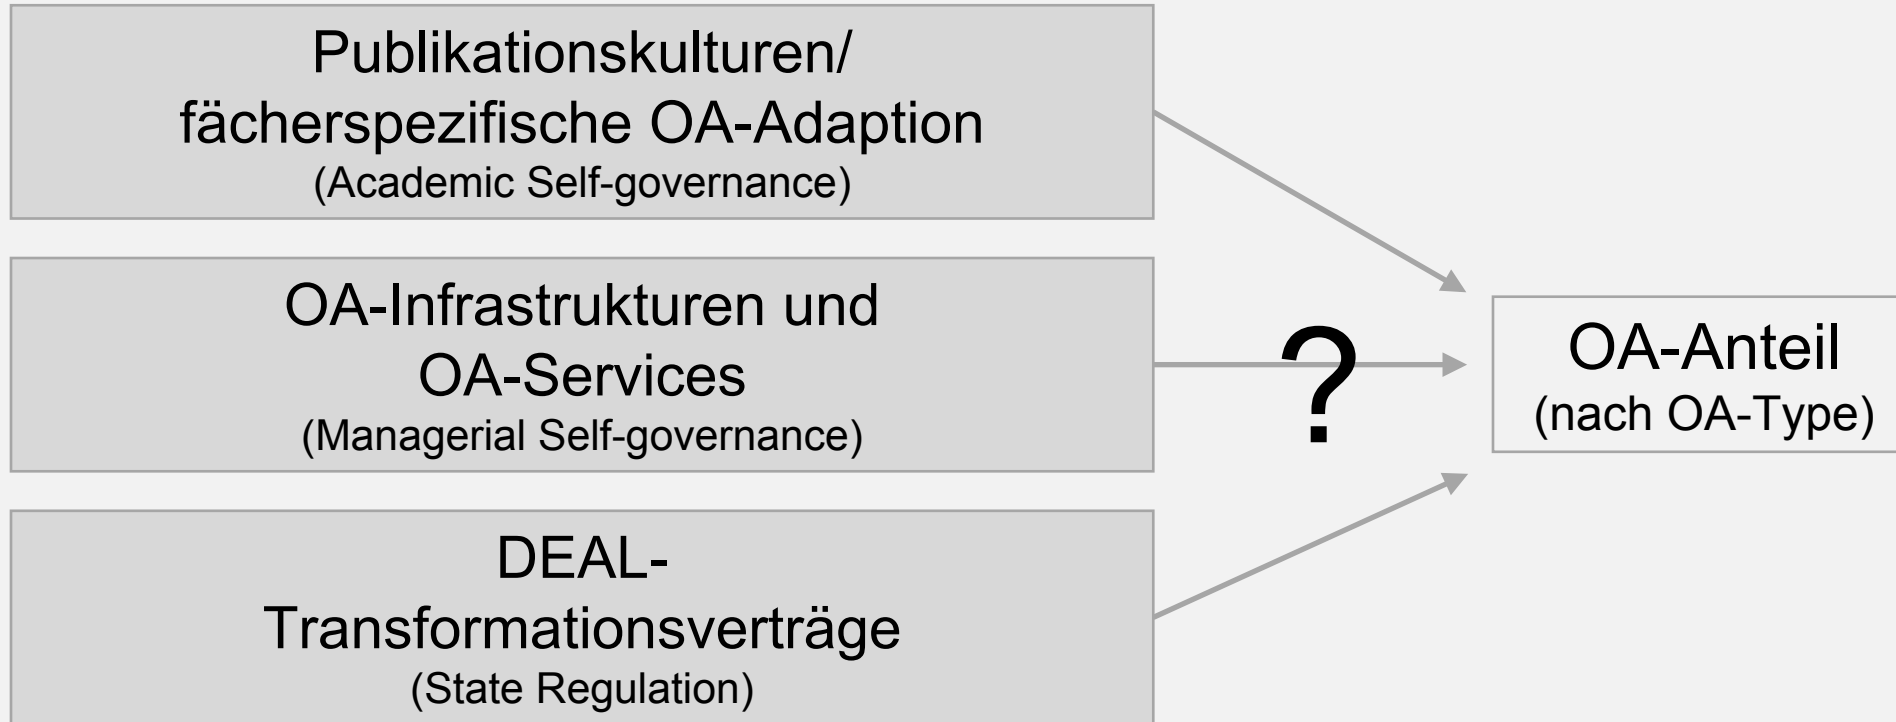 Publikationskulturen/
fächerspezifische OA-Adaption
(Academic Self-governance)
OA-Infrastrukturen und
OA-Services
(Managerial Self-governance)
DEAL-
Transformationsverträge
(State Regulation)
?
OA-Anteil
(nach OA-Type)